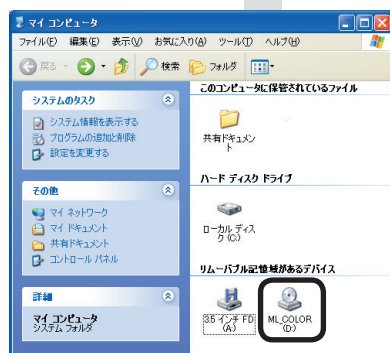 マイ コンピュータ
ファイル(F) 編集(E) 表示(V) お気に入り(A) ツール(T) ヘルプ(H)
戻る 検索 フォルダ
システムのタスク
システム情報を表示する
プログラムの追加と削除
設定を変更する
その他
マイ ネットワーク
マイ ドキュメント
共有ドキュメント
コントロール パネル
詳細
マイ コンピュータ
システム フォルダ
このコンピュータに保管されているファイル
共有ドキュメン
ト
ハード ディスク ドライブ
ローカル ディス
ク (C:)
リムーバブル記憶域があるデバイス
3.5 インチ FD
(A:)
ML_COLOR
(D:)